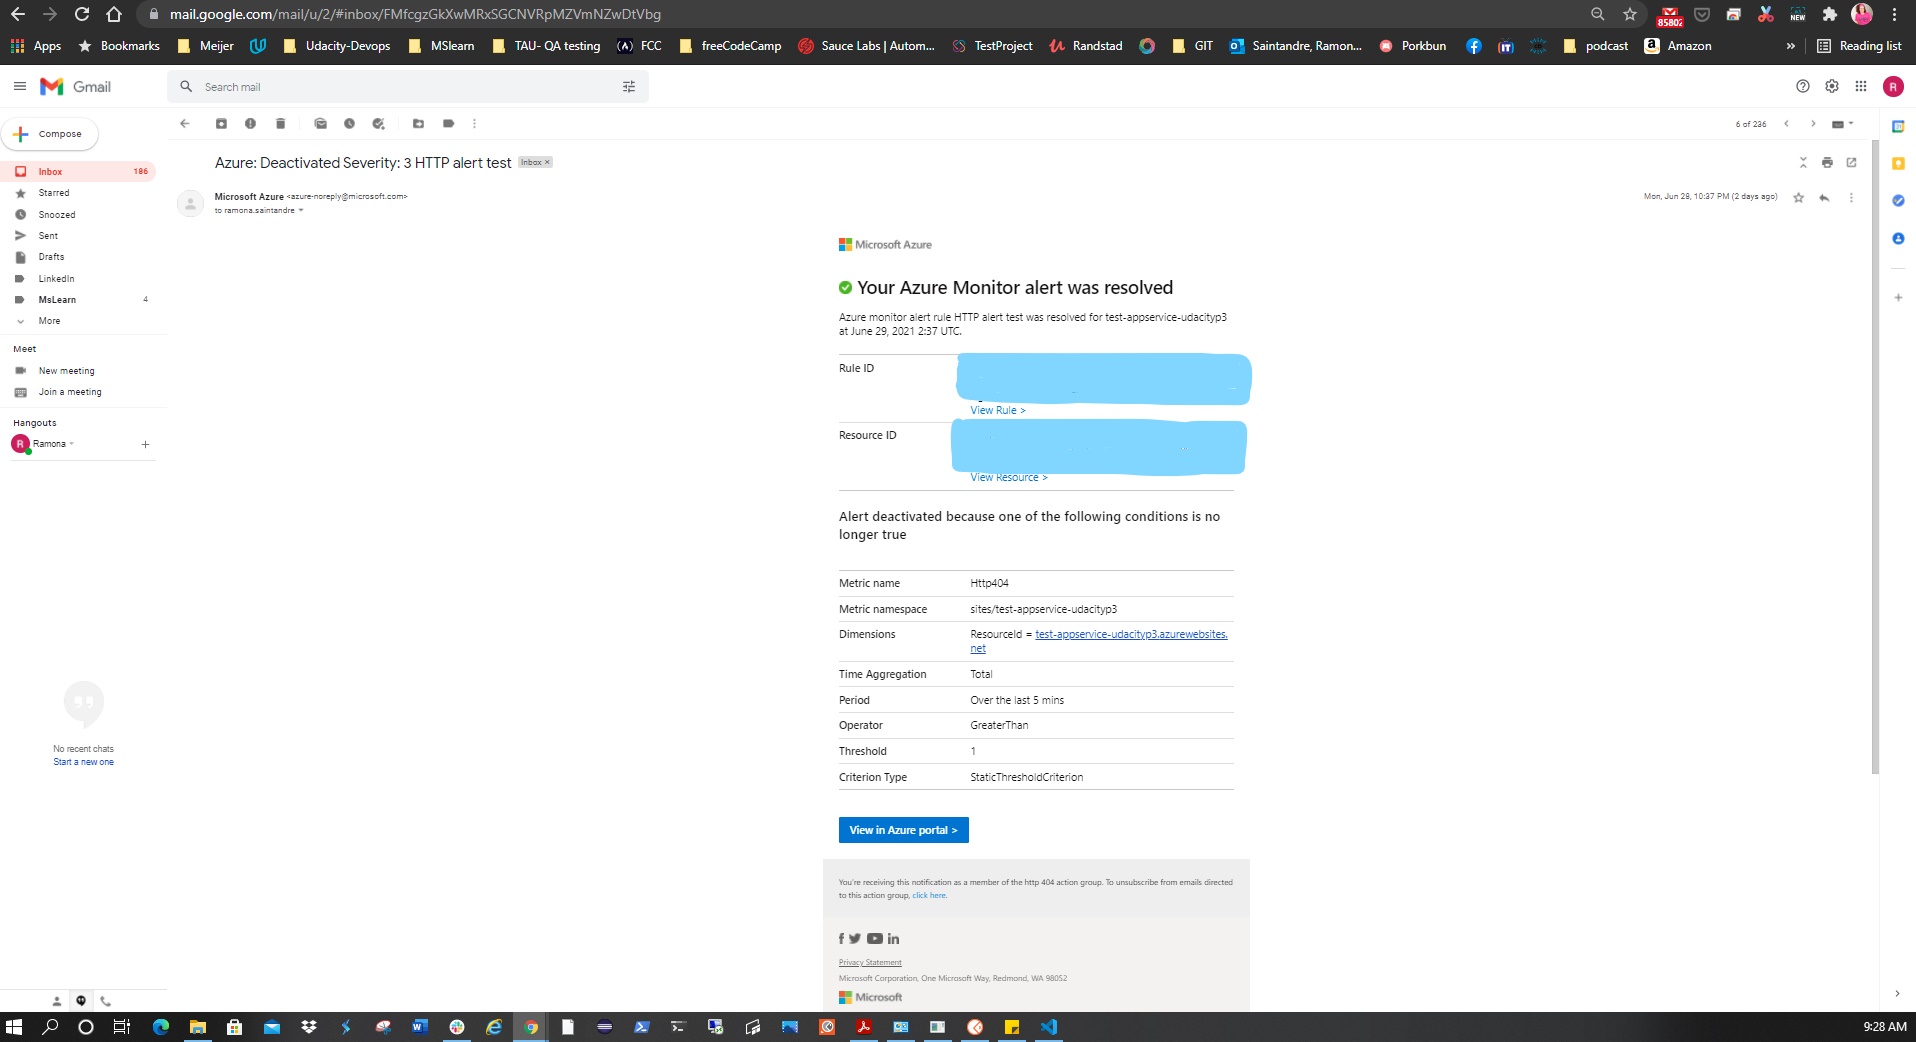 mail.google.com/mail/u/2/#inbox/FMfcgzGkXwMRxSGCNVRpMZVmNZwDtVbg
85802
NEW
Apps Bookmarks Meijer Udacity-Devops MSlearn TAU- QA testing FCC freeCodeCamp Sauce Labs | Autom... TestProject Randstad GIT Saintandre, Ramon... Porkbun podcast Amazon » Reading list
Gmail
Search mail
R
Compose
6 of 236
Azure: Deactivated Severity: 3 HTTP alert test Inbox ×
Inbox 186
Starred
Snoozed
Sent
Drafts
LinkedIn
MsLearn 4
More
Meet
New meeting
Join a meeting
Hangouts
R Ramona +
No recent chats
Start a new one
Microsoft Azure <azure-noreply@microsoft.com>
Mon, Jun 28, 10:37 PM (2 days ago)
to ramona.saintandre
Microsoft Azure
Your Azure Monitor alert was resolved
Azure monitor alert rule HTTP alert test was resolved for test-appservice-udacityp3
at June 29, 2021 2:37 UTC.
Rule ID
View Rule >
Resource ID
View Resource >
Alert deactivated because one of the following conditions is no
longer true
Metric name Http404
Metric namespace sites/test-appservice-udacityp3
Dimensions ResourceId = test-appservice-udacityp3.azurewebsites.
net
Time Aggregation Total
Period Over the last 5 mins
Operator GreaterThan
Threshold 1
Criterion Type StaticThresholdCriterion
View in Azure portal >
You're receiving this notification as a member of the http 404 action group. To unsubscribe from emails directed
to this action group, click here.
Privacy Statement
Microsoft Corporation, One Microsoft Way, Redmond, WA 98052
Microsoft
9:28 AM